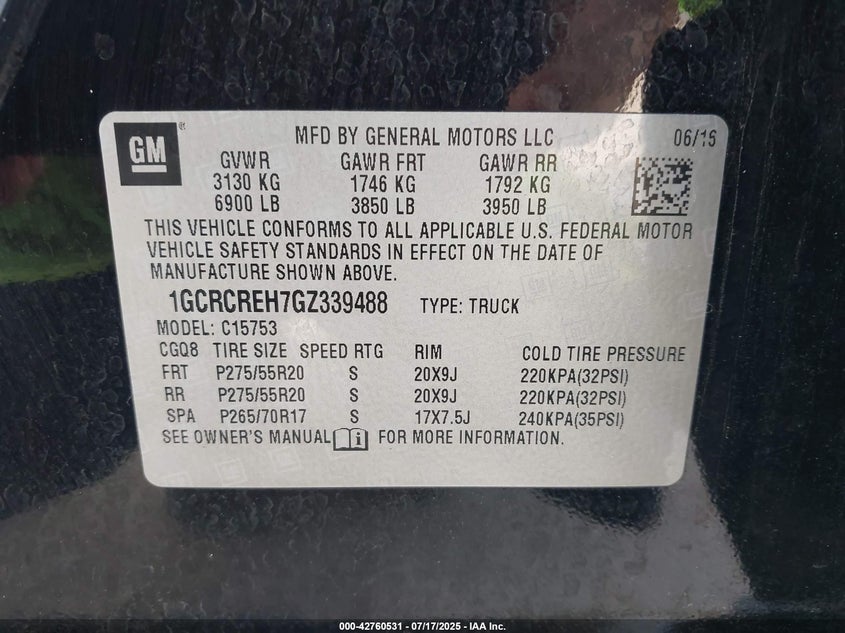 GM ® MFD BY GENERAL MOTORS LLC 06/16
GVWR GAWR FRT GAWR RR
3130 KG 1746 KG 1792 KG
6900 LB 3850 LB 3950 LB
THIS VEHICLE CONFORMS TO ALL APPLICABLE U.S. FEDERAL MOTOR
VEHICLE SAFETY STANDARDS IN EFFECT ON THE DATE OF
MANUFACTURE SHOWN ABOVE.
1GCRCREH7GZ339488 TYPE: TRUCK
MODEL: C15753
CGQ8 TIRE SIZE SPEED RTG RIM COLD TIRE PRESSURE
FRT P275/55R20 S 20X9J 220KPA(32PSI)
RR P275/55R20 S 20X9J 220KPA(32PSI)
SPA P265/70R17 S 17X7.5J 240KPA(35PSI)
SEE OWNER'S MANUAL i FOR MORE INFORMATION.
000-42760531 - 07/17/2025 - IAA Inc.